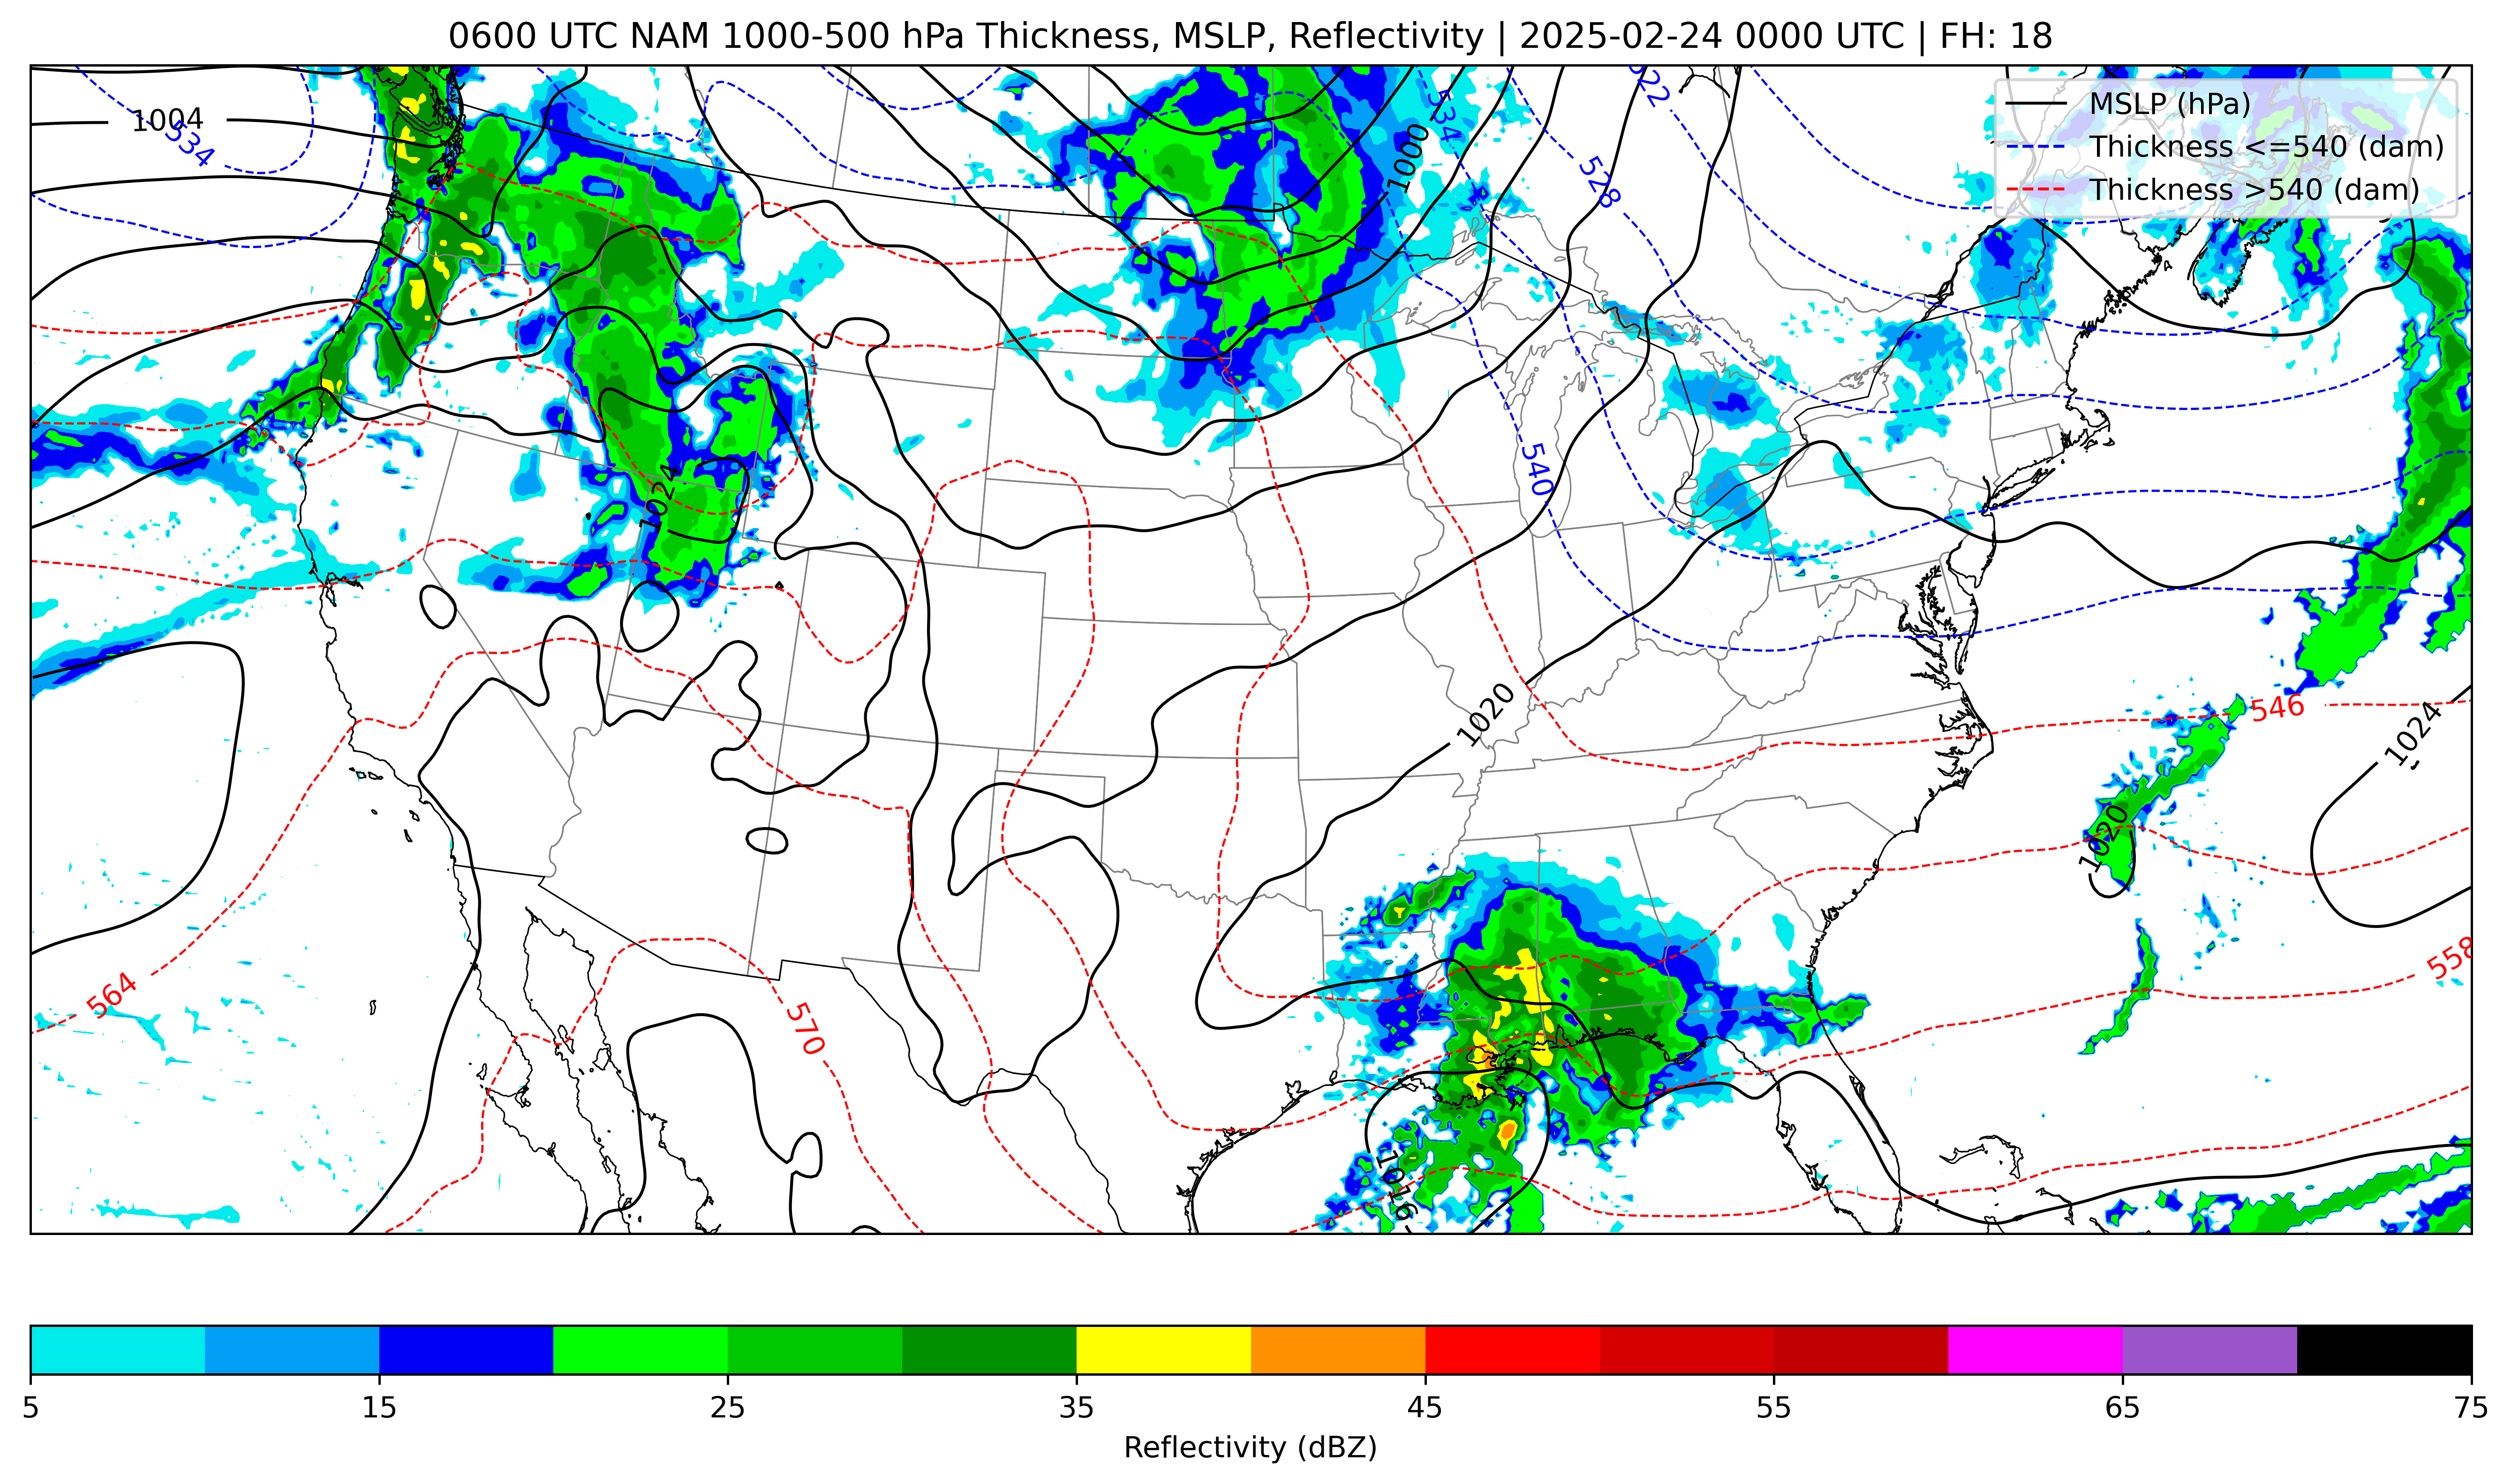 0600 UTC NAM 1000-500 hPa Thickness, MSLP, Reflectivity | 2025-02-24 0000 UTC | FH: 18
MSLP (hPa)
Thickness <=540 (dam)
Thickness >540 (dam)
1004
534
534
522
1000
528
540
1024
1020
546
1024
1020
564
570
558
1016
5 15 25 35 45 55 65 75
Reflectivity (dBZ)